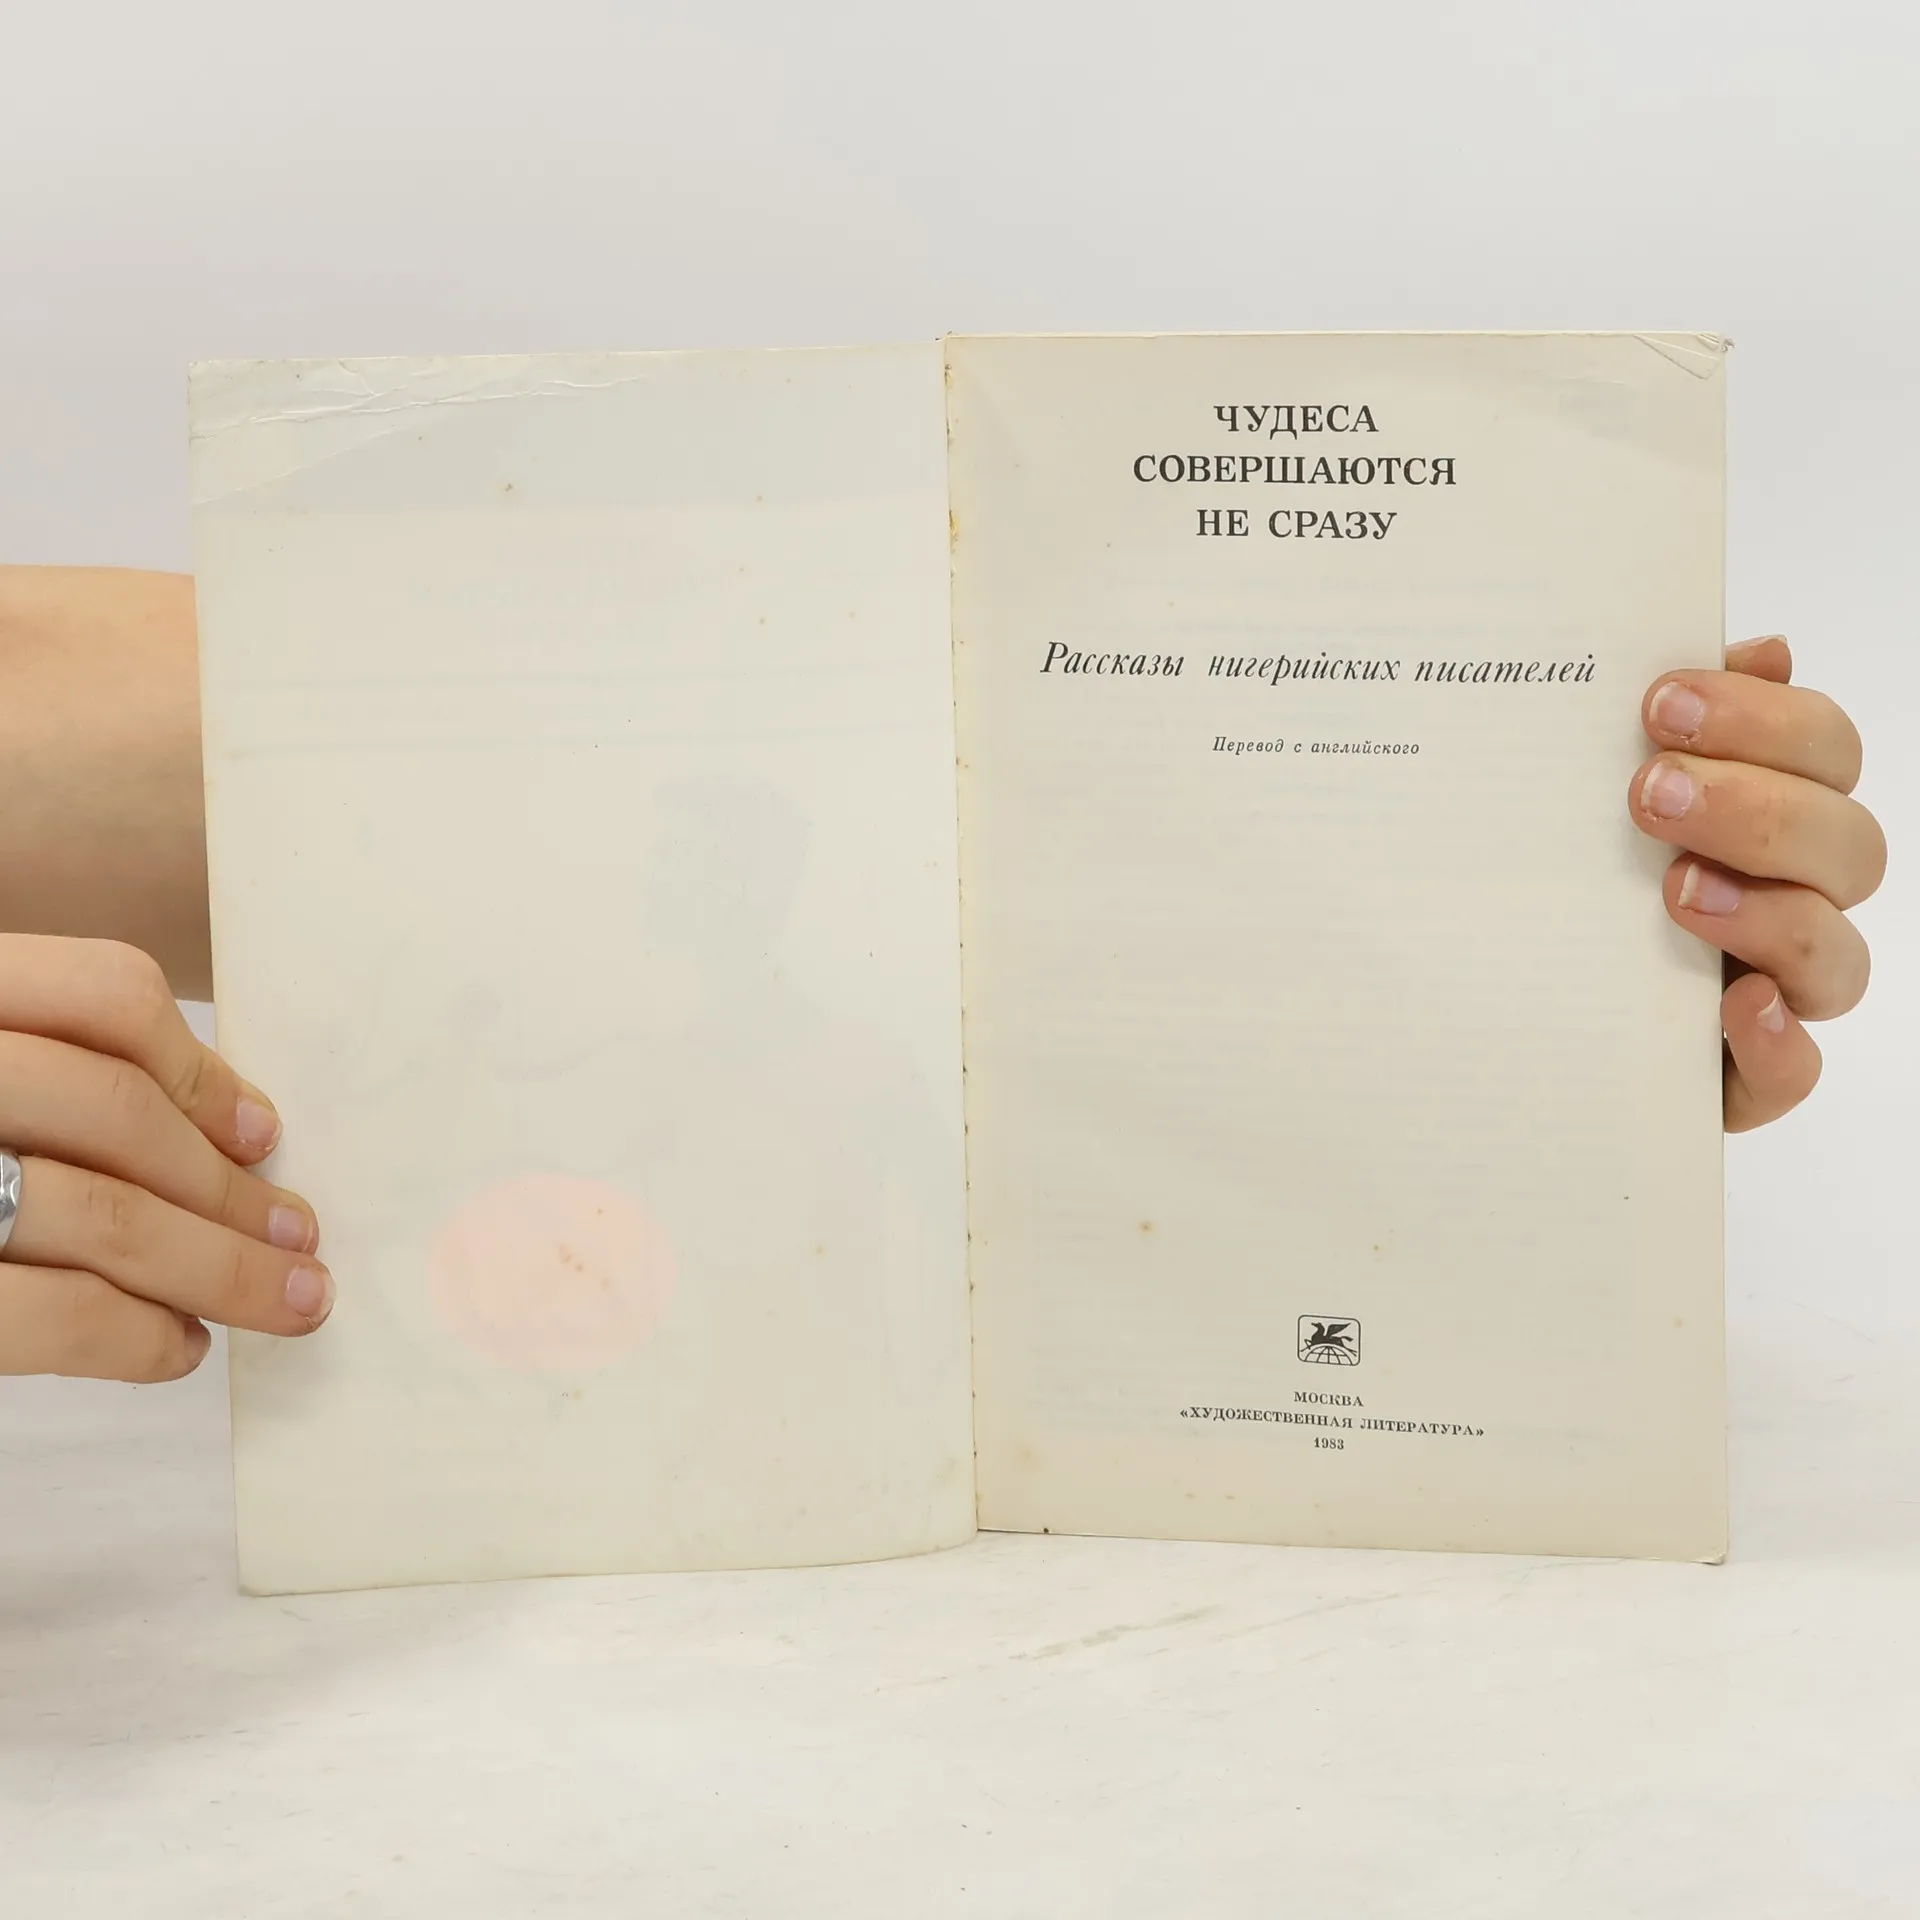 ЧУДЕСА
СОВЕРШАЮТСЯ
НЕ СРАЗУ
Рассказы нигерийских писателей
Перевод с английского
МОСКВА
«ХУДОЖЕСТВЕННАЯ ЛИТЕРАТУРА»
1983